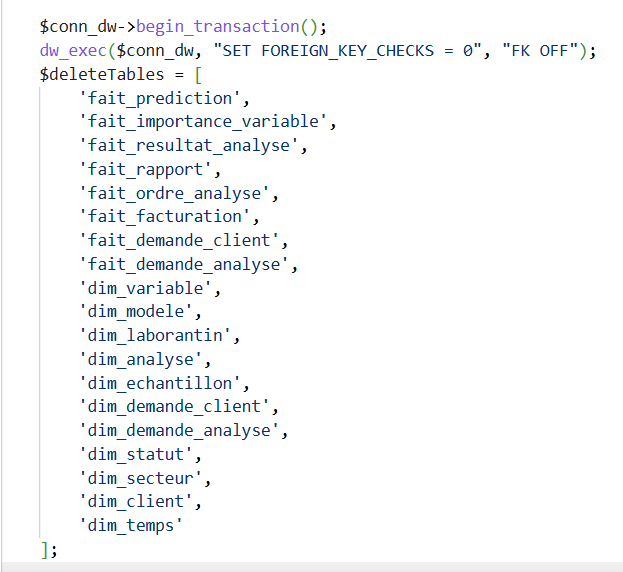 $conn_dw->begin_transaction();
dw_exec($conn_dw, "SET FOREIGN_KEY_CHECKS = 0", "FK OFF");
$deleteTables = [
    'fait_prediction',
    'fait_importance_variable',
    'fait_resultat_analyse',
    'fait_rapport',
    'fait_ordre_analyse',
    'fait_facturation',
    'fait_demande_client',
    'fait_demande_analyse',
    'dim_variable',
    'dim_modele',
    'dim_laborantin',
    'dim_analyse',
    'dim_echantillon',
    'dim_demande_client',
    'dim_demande_analyse',
    'dim_statut',
    'dim_secteur',
    'dim_client',
    'dim_temps'
];